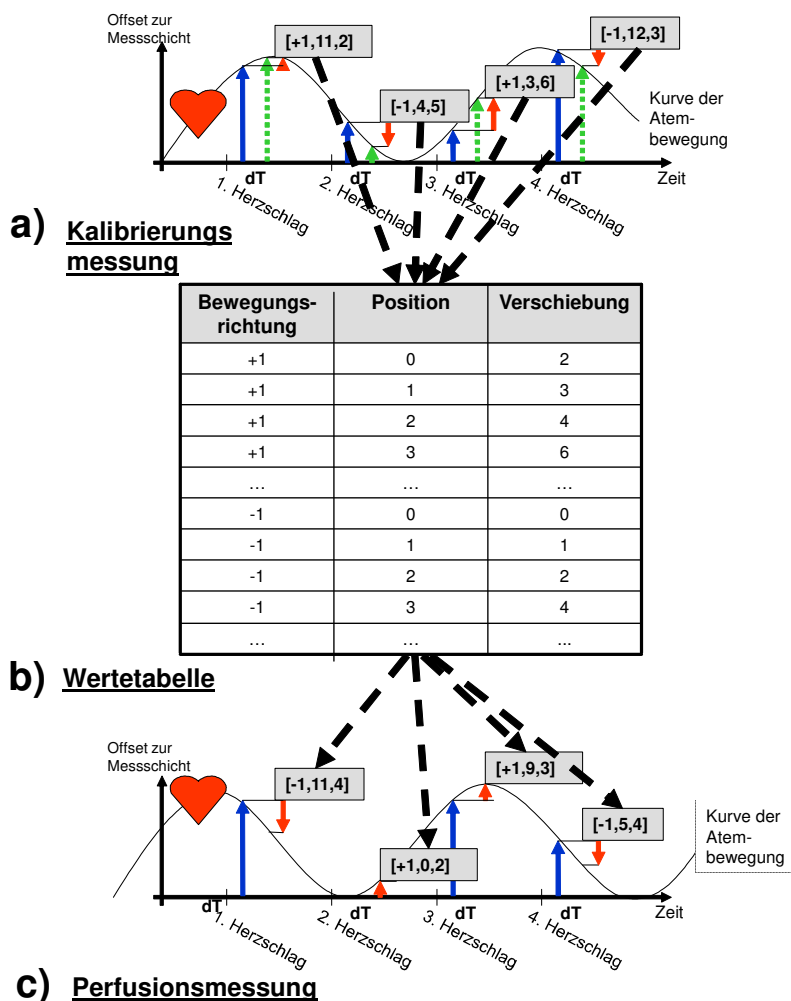 Offset zur
Messschicht
[+1,11,2]
[-1,12,3]
[-1,4,5]
[+1,3,6]
Kurve der
Atem-
bewegung
dT
dT
dT
dT
Zeit
1. Herzschlag
2. Herzschlag
3. Herzschlag
4. Herzschlag
a) Kalibrierungs
messung
Bewegungs-
richtung
Position
Verschiebung
+1 0 2
+1 1 3
+1 2 4
+1 3 6
... ... ...
-1 0 0
-1 1 1
-1 2 2
-1 3 4
... ... ...
b) Wertetabelle
Offset zur
Messschicht
[-1,11,4]
[+1,9,3]
[-1,5,4]
[+1,0,2]
Kurve der
Atem-
bewegung
dT
dT
dT
dT
Zeit
1. Herzschlag
2. Herzschlag
3. Herzschlag
4. Herzschlag
c) Perfusionsmessung